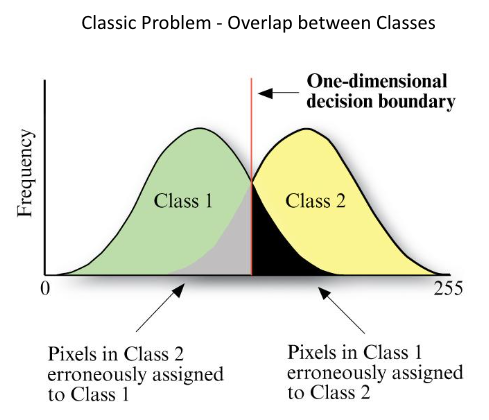 Classic Problem - Overlap between Classes
One-dimensional
decision boundary
Frequency
Class 1
Class 2
0
255
Pixels in Class 2
erroneously assigned
to Class 1
Pixels in Class 1
erroneously assigned
to Class 2